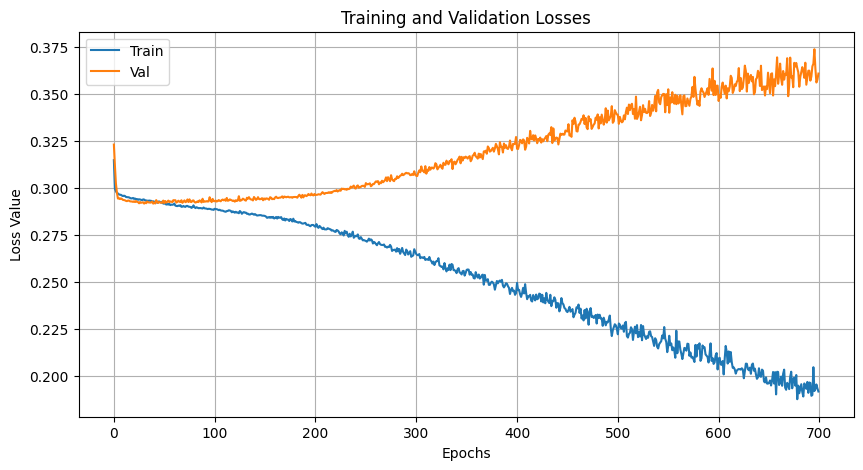 Training and Validation Losses
Train
Val
0.375
0.350
0.325
0.300
0.275
0.250
0.225
0.200
Loss Value
0 100 200 300 400 500 600 700
Epochs